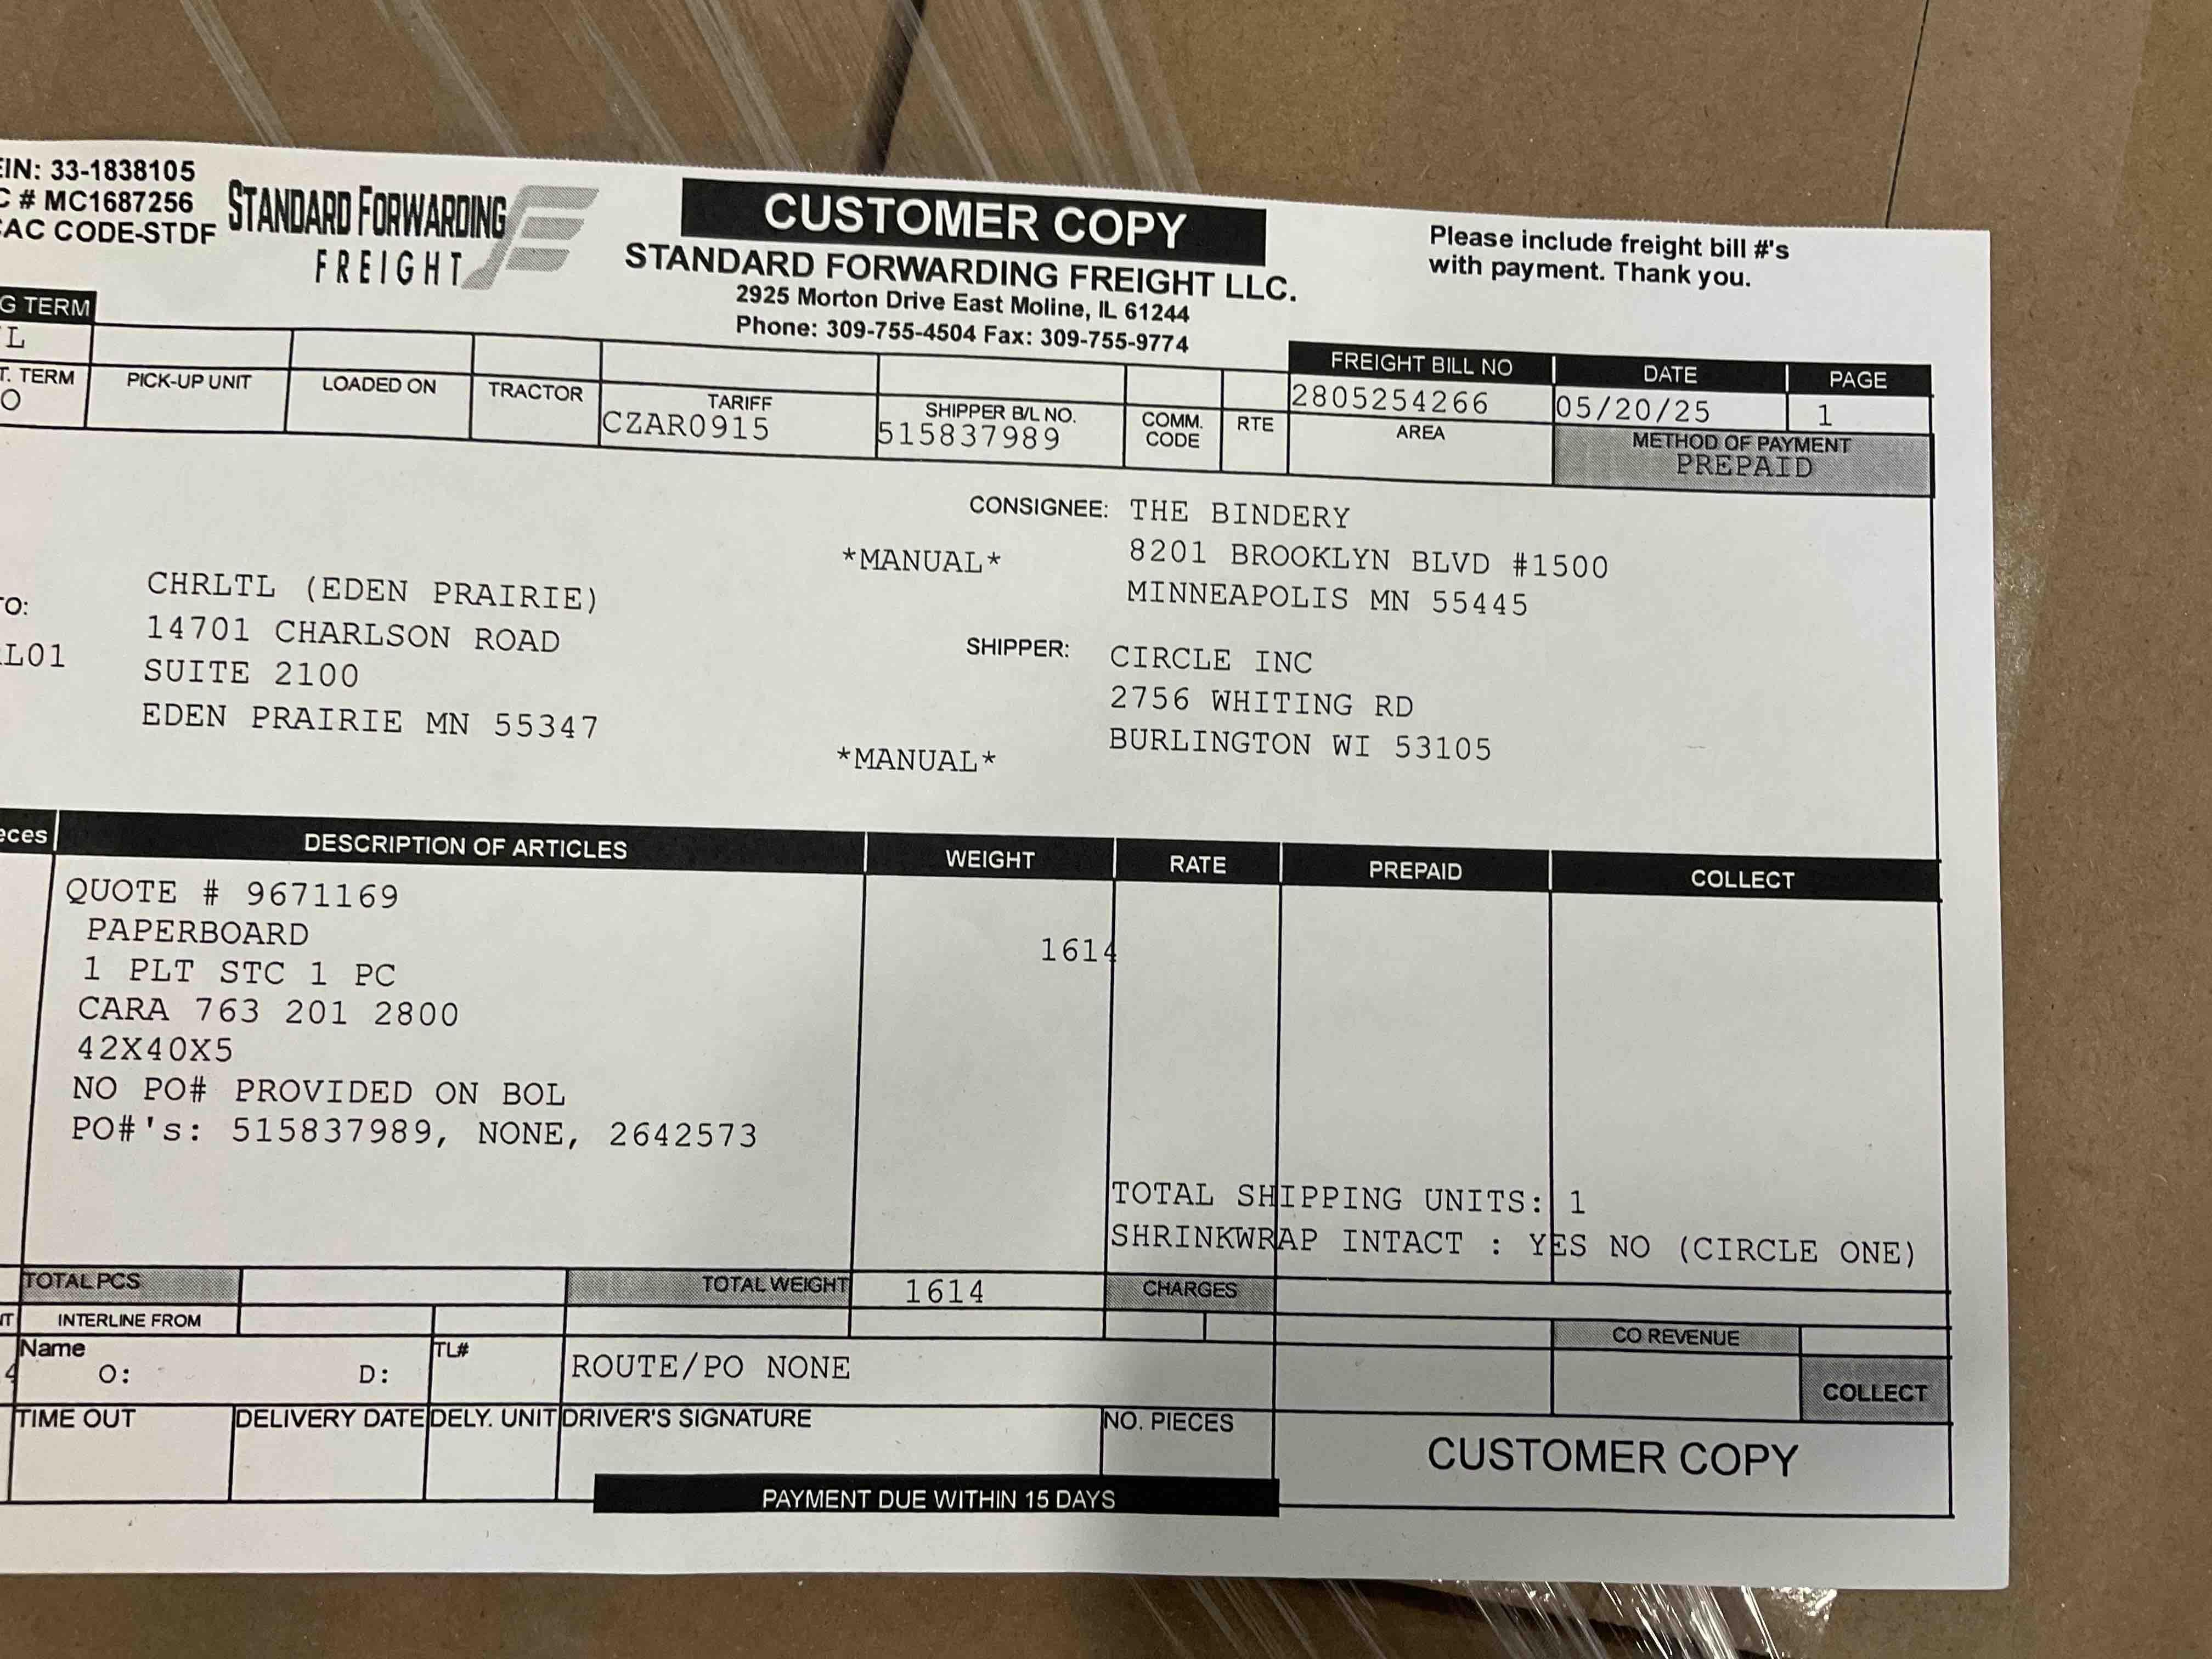 EIN: 33-1838105
C # MC1687256
CAC CODE-STDF
STANDARD FORWARDING
FREIGHT
CUSTOMER COPY
STANDARD FORWARDING FREIGHT LLC.
2925 Morton Drive East Moline, IL 61244
Phone: 309-755-4504 Fax: 309-755-9774
Please include freight bill #'s
with payment. Thank you.
G TERM
L
T. TERM
O
PICK-UP UNIT
LOADED ON
TRACTOR
TARIFF
CZAR0915
SHIPPER B/L NO.
515837989
COMM.
CODE
RTE
FREIGHT BILL NO
2805254266
AREA
DATE
05/20/25
PAGE
1
METHOD OF PAYMENT
PREPAID
CONSIGNEE: THE BINDERY
*MANUAL* 8201 BROOKLYN BLVD #1500
MINNEAPOLIS MN 55445
TO:
L01
CHRLTL (EDEN PRAIRIE)
14701 CHARLSON ROAD
SUITE 2100
EDEN PRAIRIE MN 55347
SHIPPER: CIRCLE INC
2756 WHITING RD
BURLINGTON WI 53105
*MANUAL*
eces DESCRIPTION OF ARTICLES WEIGHT RATE PREPAID COLLECT
QUOTE # 9671169
PAPERBOARD 1614
1 PLT STC 1 PC
CARA 763 201 2800
42X40X5
NO PO# PROVIDED ON BOL
PO#'s: 515837989, NONE, 2642573
TOTAL SHIPPING UNITS: 1
SHRINKWRAP INTACT : YES NO (CIRCLE ONE)
TOTAL PCS TOTAL WEIGHT 1614 CHARGES
NT INTERLINE FROM
CO REVENUE
4 Name
O: D:
TL#
ROUTE/PO NONE
COLLECT
TIME OUT DELIVERY DATE DELY. UNIT DRIVER'S SIGNATURE NO. PIECES
CUSTOMER COPY
PAYMENT DUE WITHIN 15 DAYS